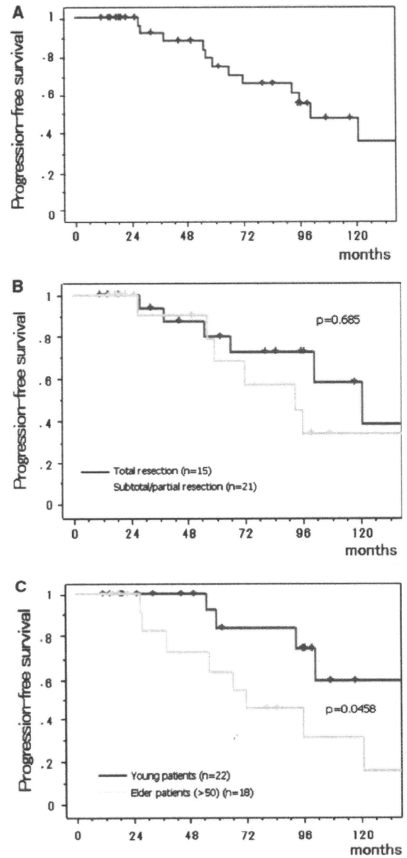 A
Progression-free survival
1
.8
.6
.4
.2
0
0 24 48 72 96 120
months
B
Progression-free survival
1
.8
.6
.4
.2
0
p=0.685
Total resection (n=15)
Subtotal/partial resection (n=21)
0 24 48 72 96 120
months
C
Progression-free survival
1
.8
.6
.4
.2
0
p=0.0458
Young patients (n=22)
Elder patients (>50) (n=18)
0 24 48 72 96 120
months